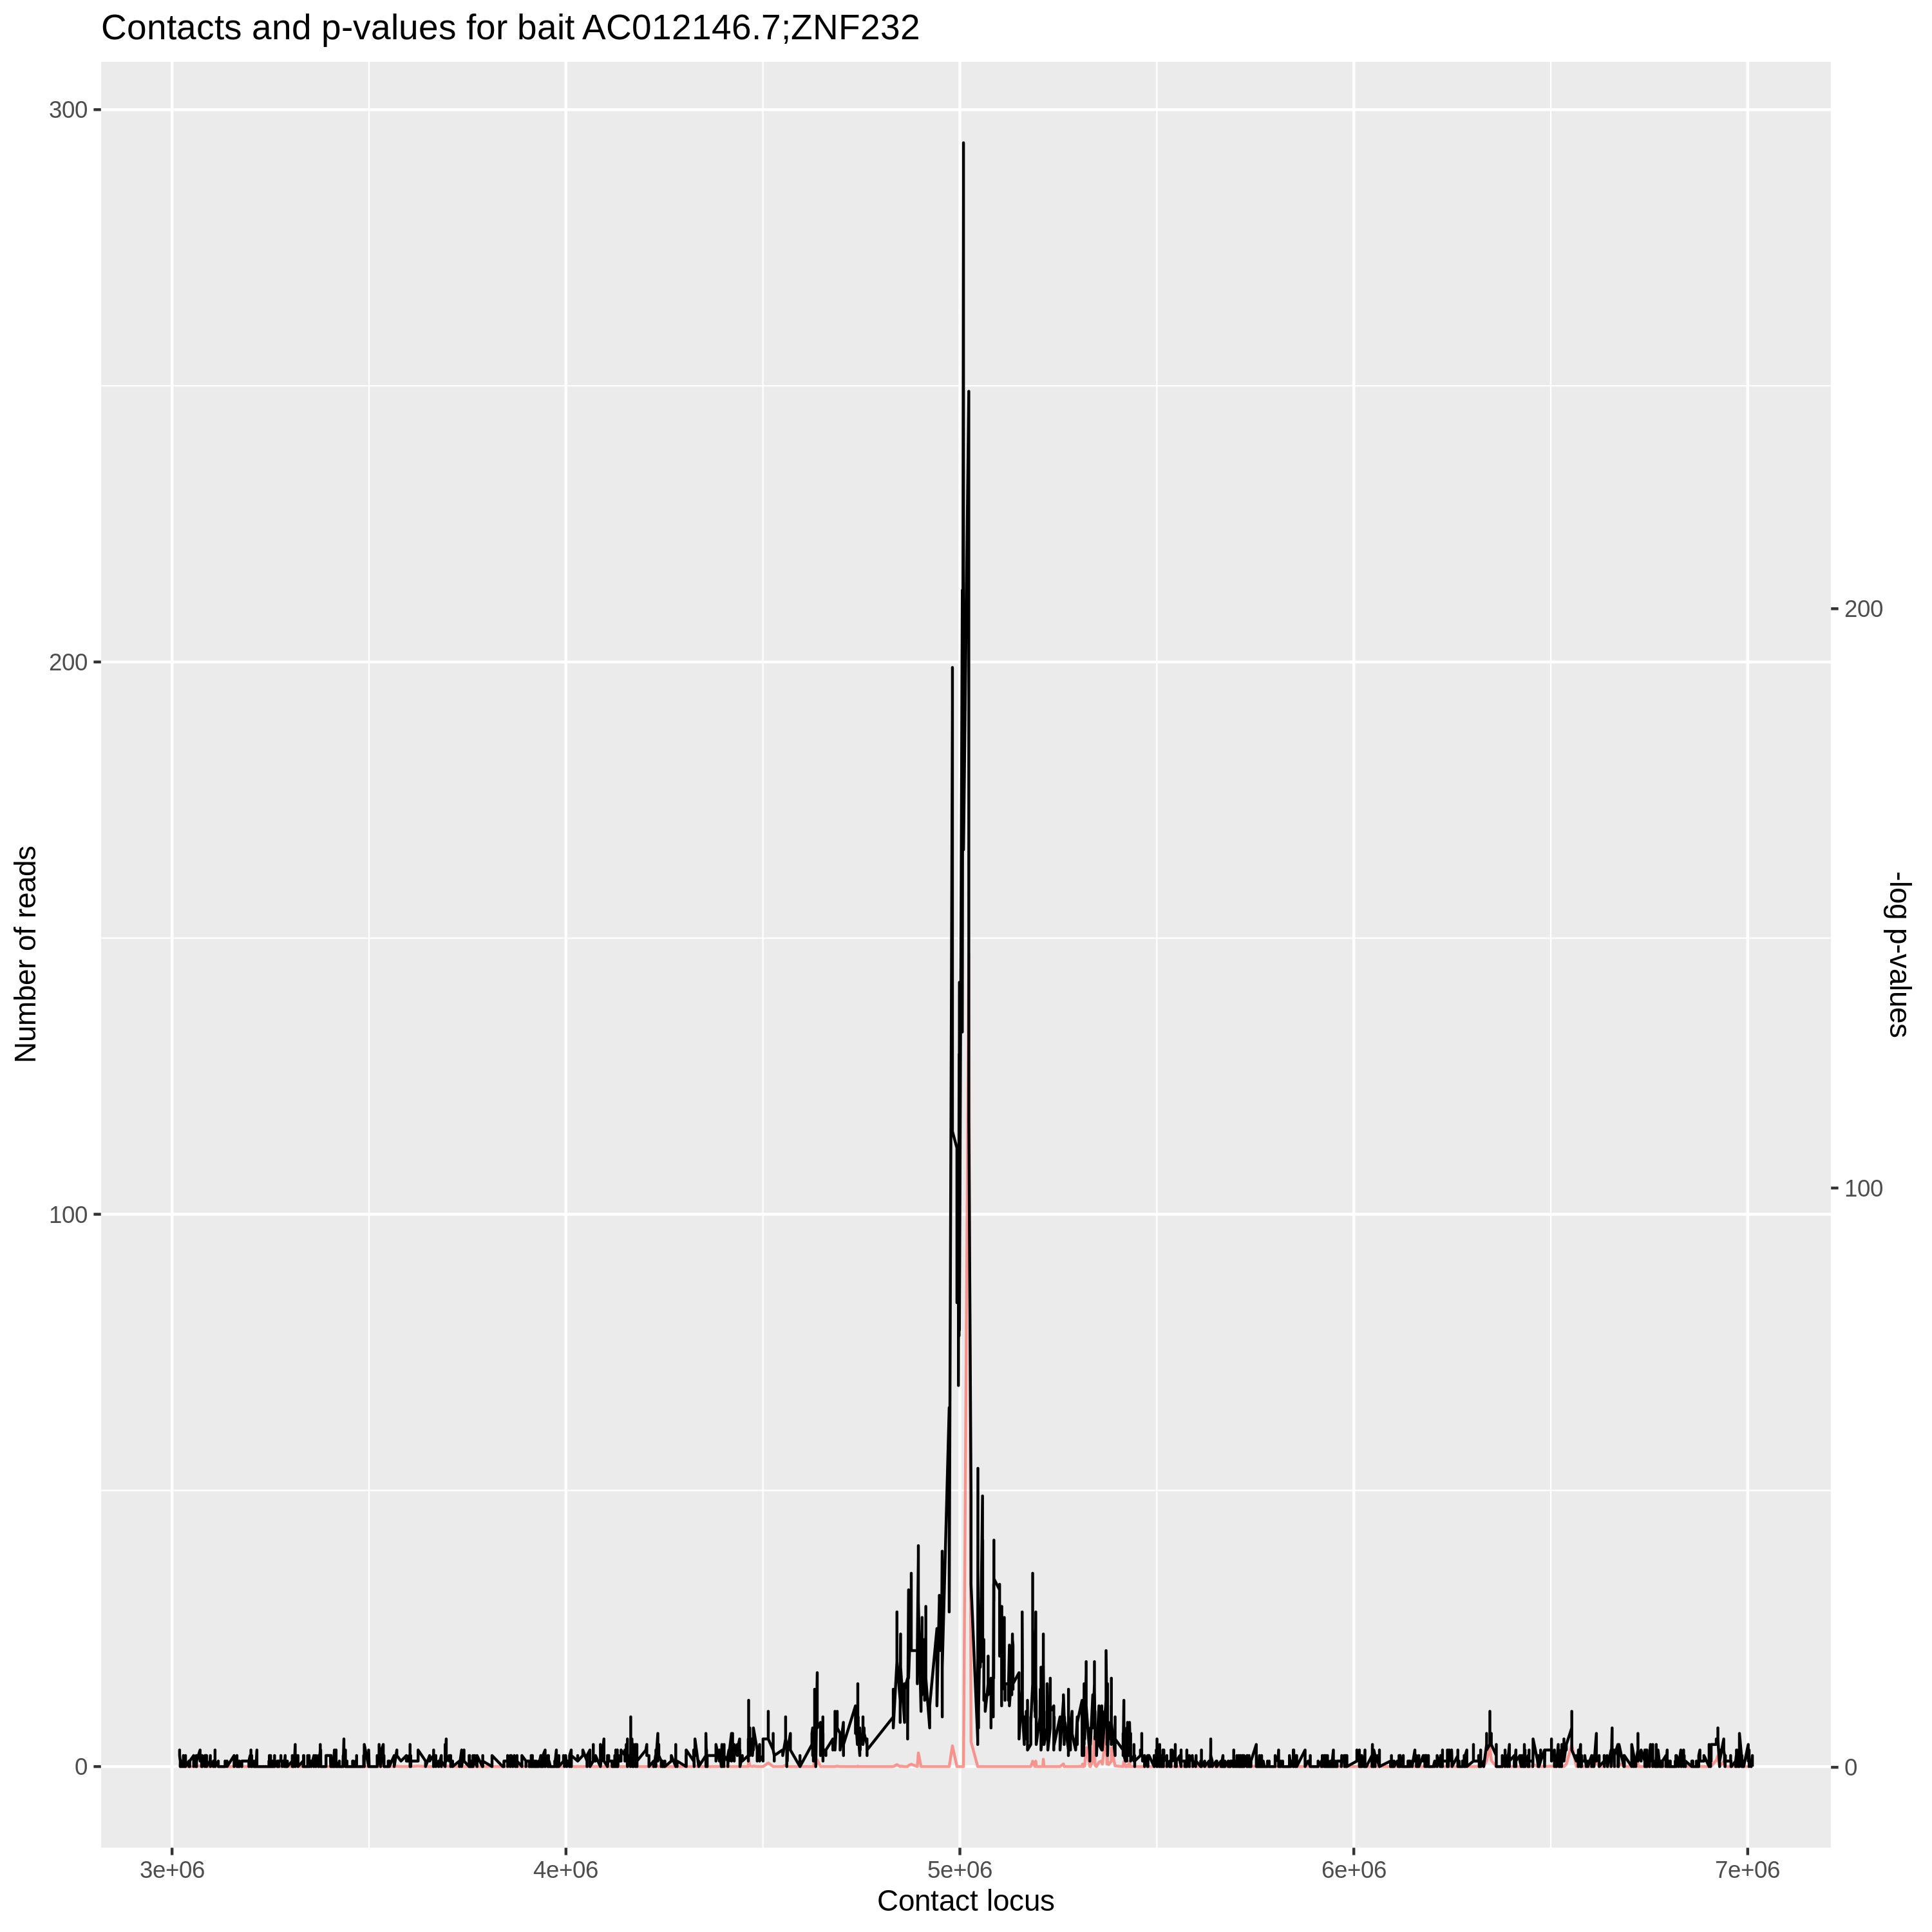 Contacts and p-values for bait AC012146.7;ZNF232
300
200
100
0
Number of reads
200
100
0
-log p-values
3e+06 4e+06 5e+06 6e+06 7e+06
Contact locus